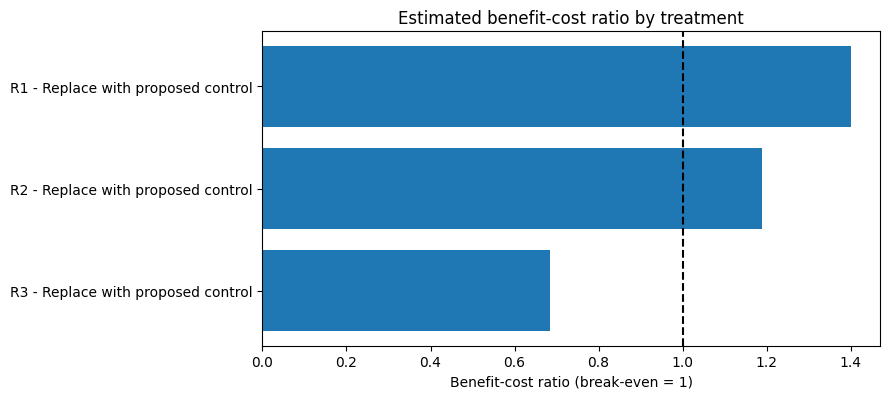 Estimated benefit-cost ratio by treatment
R1 - Replace with proposed control
R2 - Replace with proposed control
R3 - Replace with proposed control
0.0 0.2 0.4 0.6 0.8 1.0 1.2 1.4
Benefit-cost ratio (break-even = 1)